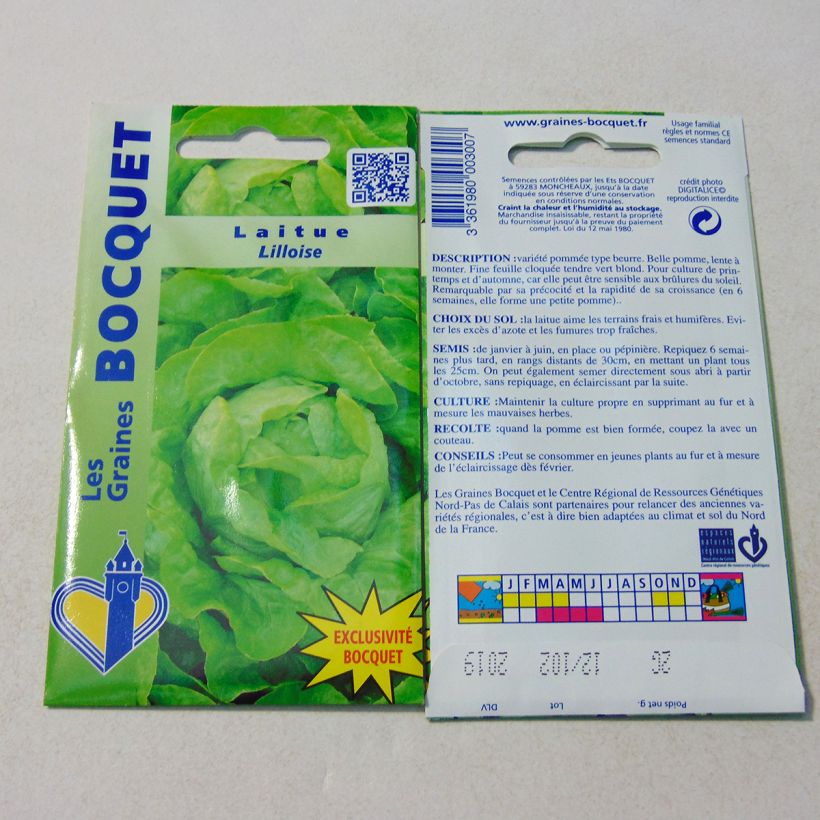 Les
Graines
BOCQUET
Laitue
Lilloise
EXCLUSIVITÉ
BOCQUET
www.graines-bocquet.fr
Usage familial
règles et normes CE
semences standard
3 361980 003007
Semences contrôlées par les Ets BOCQUET
à 59283 MONCHEAUX, jusqu'à la date
indiquée sous réserve d'une conservation
en conditions normales.
Craint la chaleur et l'humidité au stockage.
Marchandise insaisissable, restant la propriété
du fournisseur jusqu'à la preuve du paiement
complet. Loi du 12 mai 1980.
crédit photo
DIGITALICE©
reproduction interdite
DESCRIPTION :variété pommée type beurre. Belle pomme, lente à
monter. Fine feuille cloquée tendre vert blond. Pour culture de prin-
temps et d'automne, car elle peut être sensible aux brûlures du soleil.
Remarquable par sa précocité et la rapidité de sa croissance (en 6
semaines, elle forme une petite pomme)..
CHOIX DU SOL :la laitue aime les terrains frais et humifères. Evi-
ter les excès d'azote et les fumures trop fraîches.
SEMIS :de janvier à juin, en place ou pépinière. Repiquez 6 semai-
nes plus tard, en rangs distants de 30cm, en mettant un plant tous
les 25cm. On peut également semer directement sous abri à partir
d'octobre, sans repiquage, en éclaircissant par la suite.
CULTURE :Maintenir la culture propre en supprimant au fur et à
mesure les mauvaises herbes.
RECOLTE :quand la pomme est bien formée, coupez la avec un
couteau.
CONSEILS :Peut se consommer en jeunes plants au fur et à mesure
de l'éclaircissage dès février.
Les Graines Bocquet et le Centre Régional de Ressources Génétiques
Nord-Pas de Calais sont partenaires pour relancer des anciennes va-
riétés régionales, c'est à dire bien adaptées au climat et sol du Nord
de la France.
espaces
naturels
régionaux
Centre régional de ressources génétiques
J F M A M J J A S O N D
2019 12/102 2G
DLV Lot Poids net g.